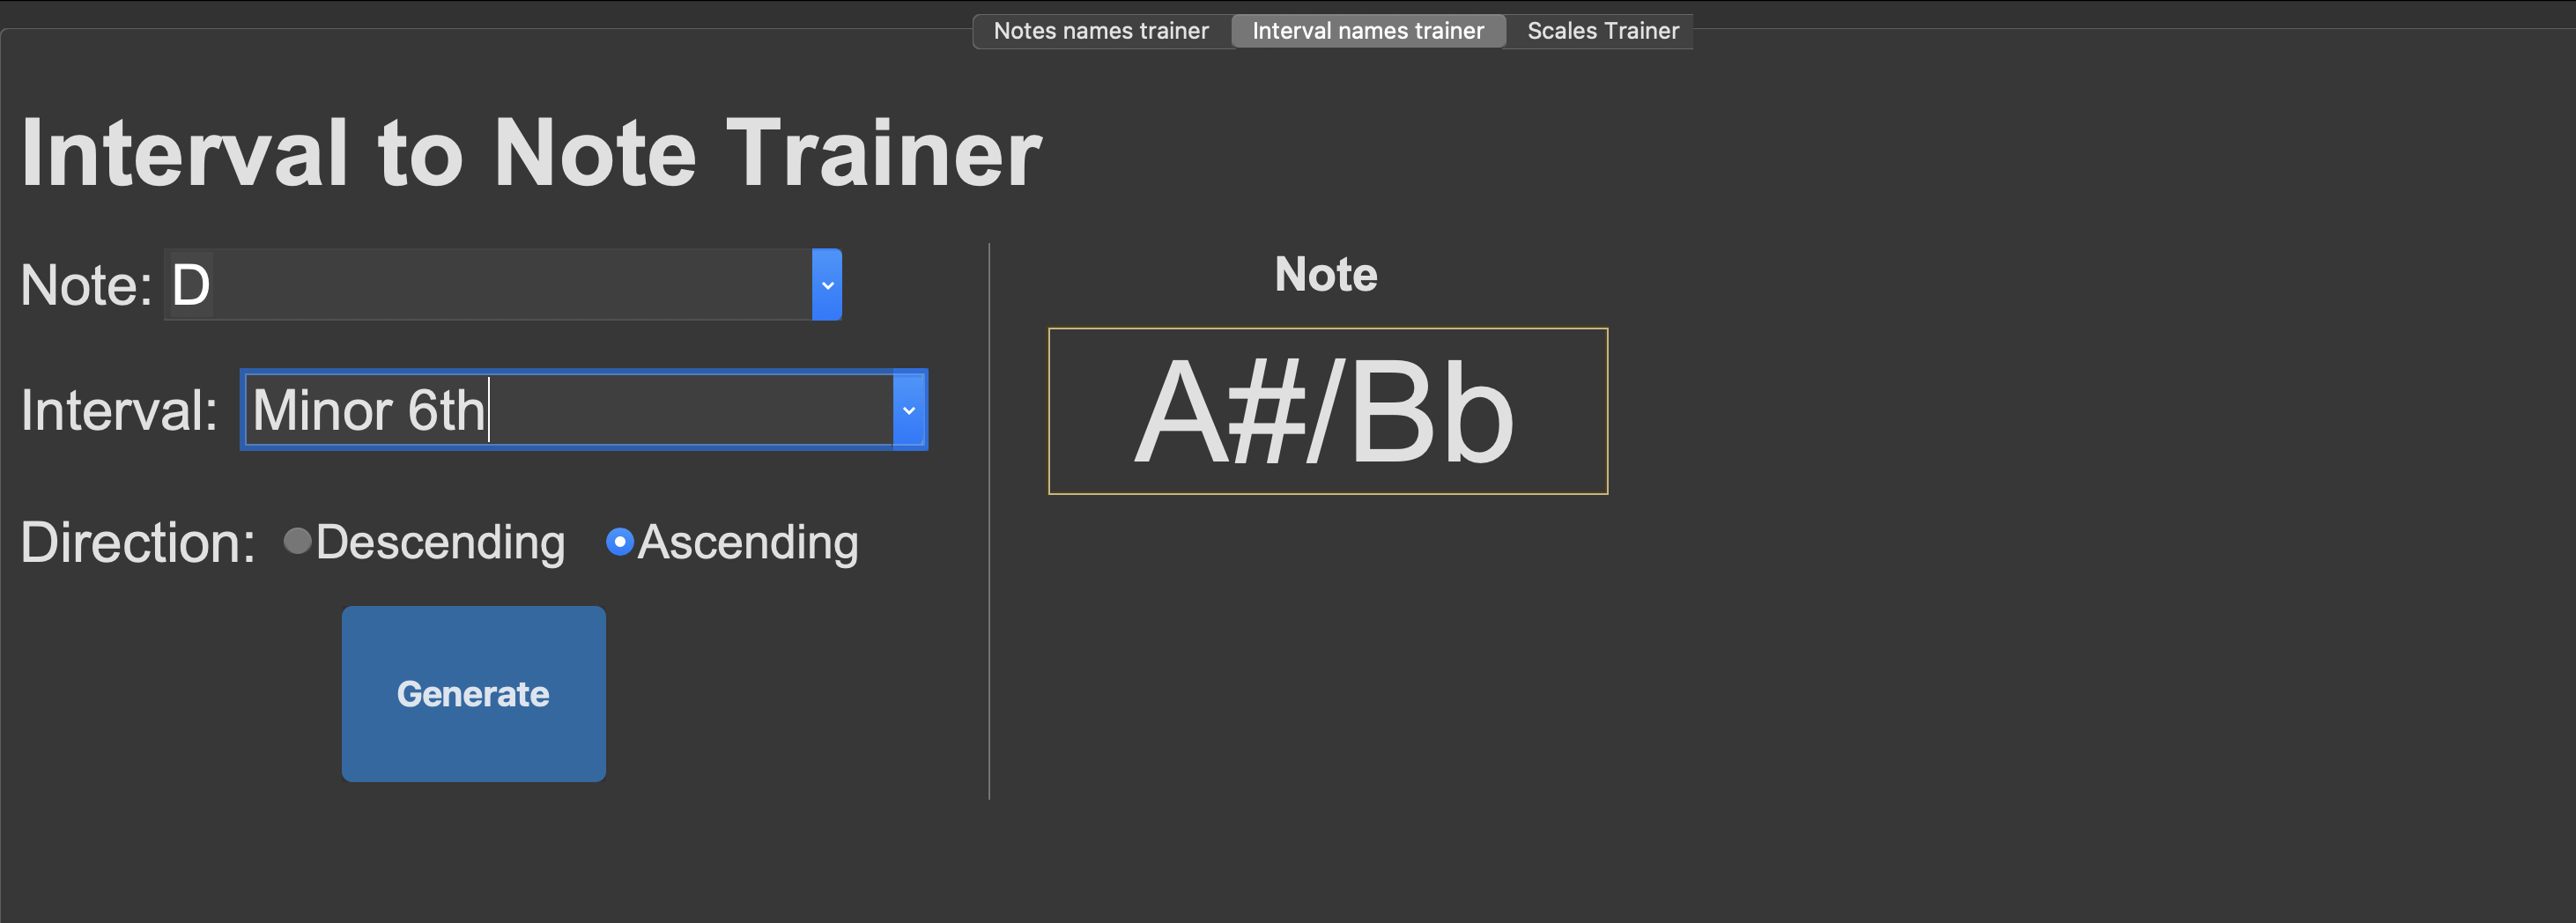 Notes names trainer Interval names trainer Scales Trainer
Interval to Note Trainer
Note: D
Interval: Minor 6th
Direction: Descending Ascending
Generate
Note
A#/Bb